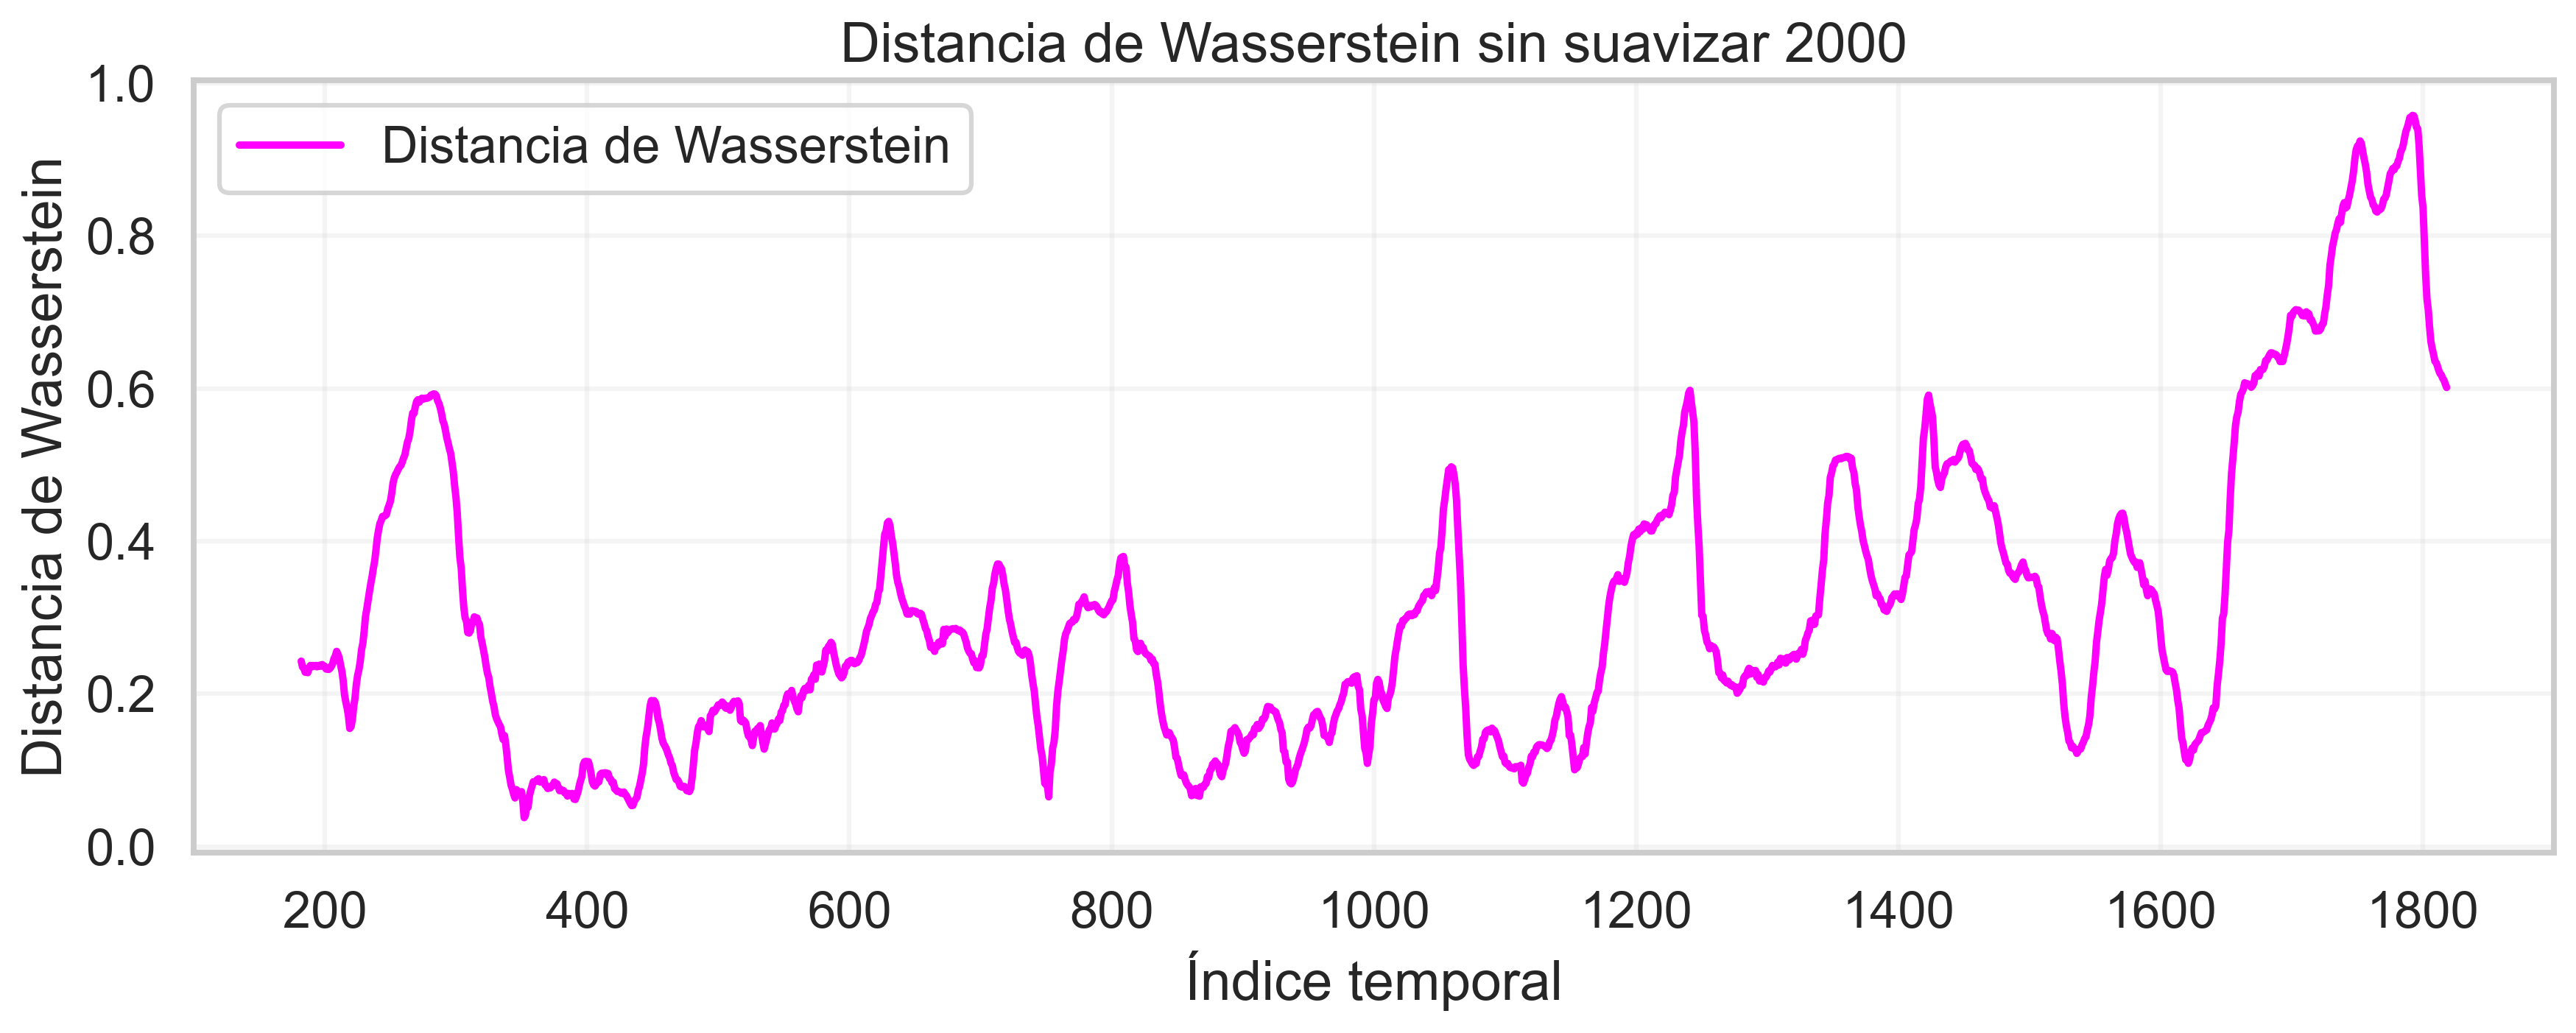 Distancia de Wasserstein sin suavizar 2000
Distancia de Wasserstein
Distancia de Wasserstein
1.0
0.8
0.6
0.4
0.2
0.0
200 400 600 800 1000 1200 1400 1600 1800
Índice temporal